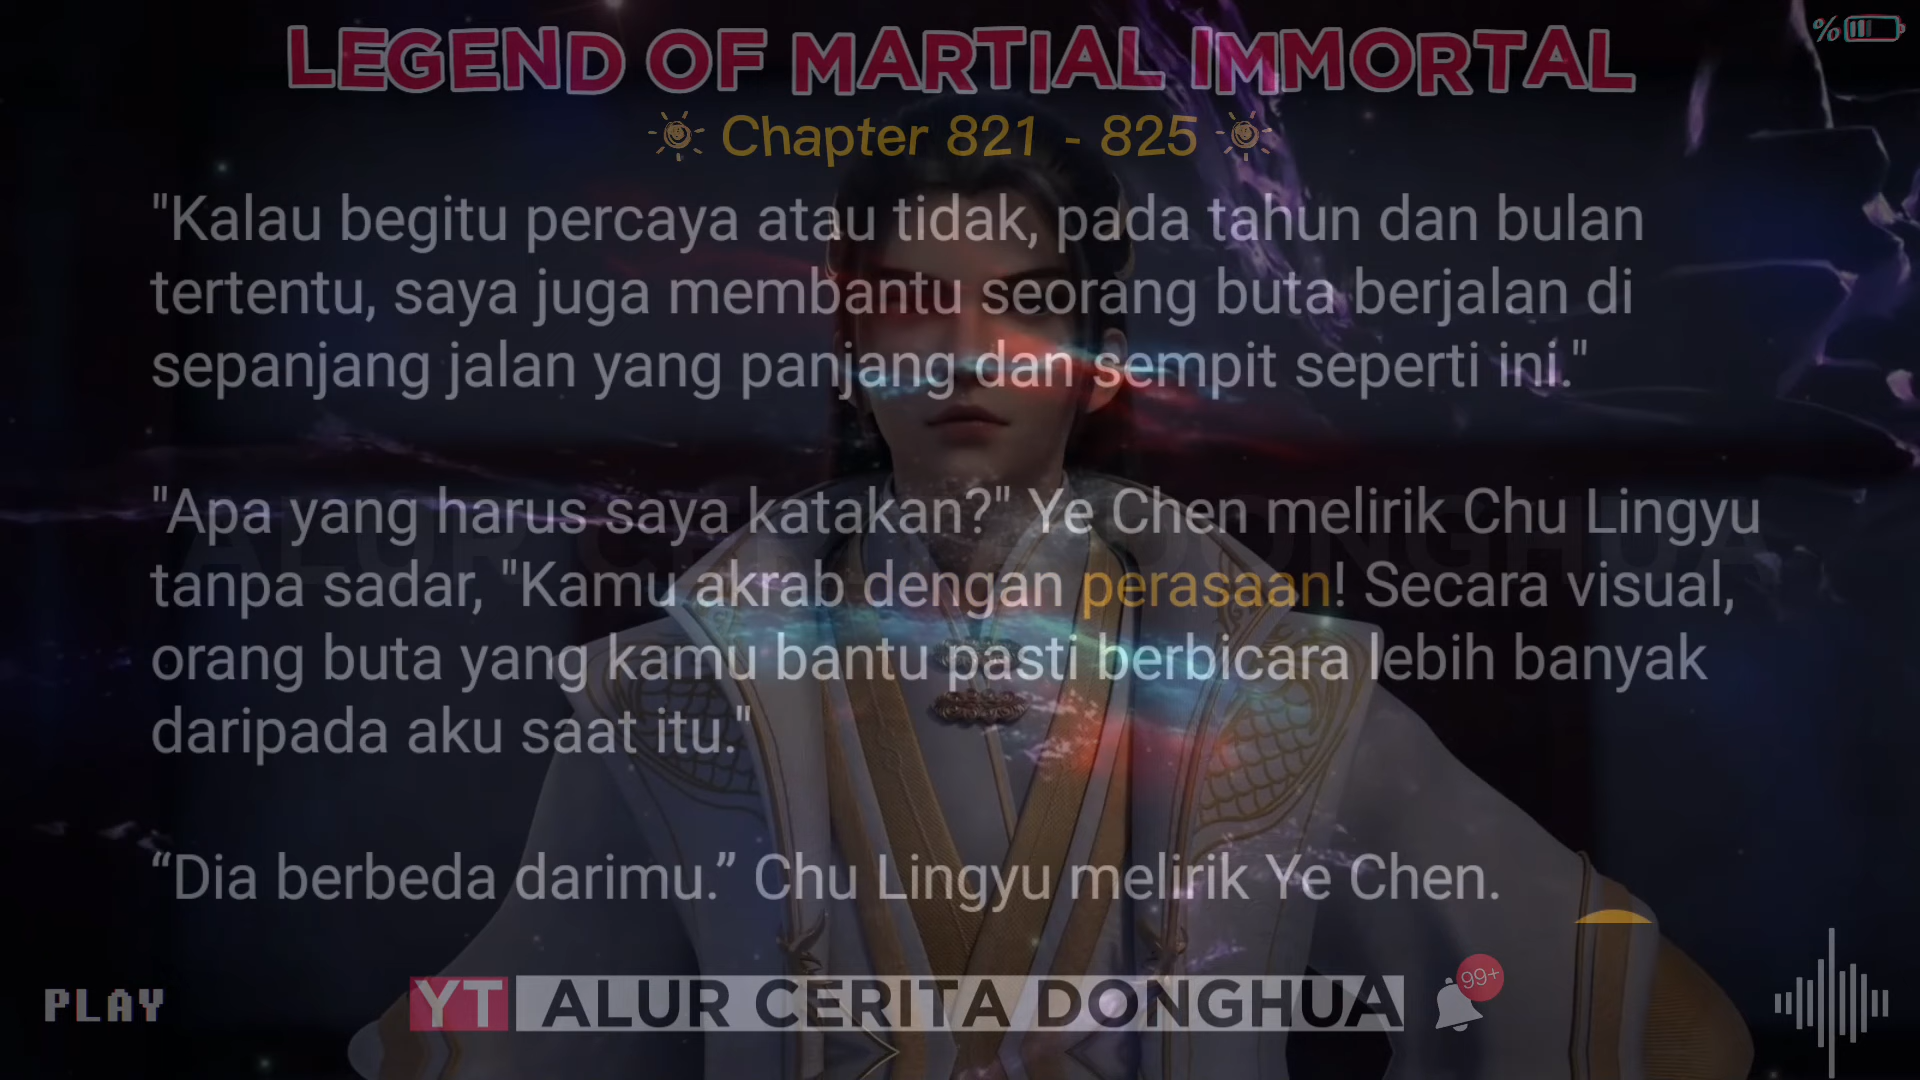 LEGEND OF MARTIAL IMMORTAL
%
Chapter 821 - 825
"Kalau begitu percaya atau tidak, pada tahun dan bulan
tertentu, saya juga membantu seorang buta berjalan di
sepanjang jalan yang panjang dan sempit seperti ini."
"Apa yang harus saya katakan?" Ye Chen melirik Chu Lingyu
tanpa sadar, "Kamu akrab dengan perasaan! Secara visual,
orang buta yang kamu bantu pasti berbicara lebih banyak
daripada aku saat itu."
“Dia berbeda darimu.” Chu Lingyu melirik Ye Chen.
ALUR CERITA DONGHUA
PLAY
YT ALUR CERITA DONGHUA
99+